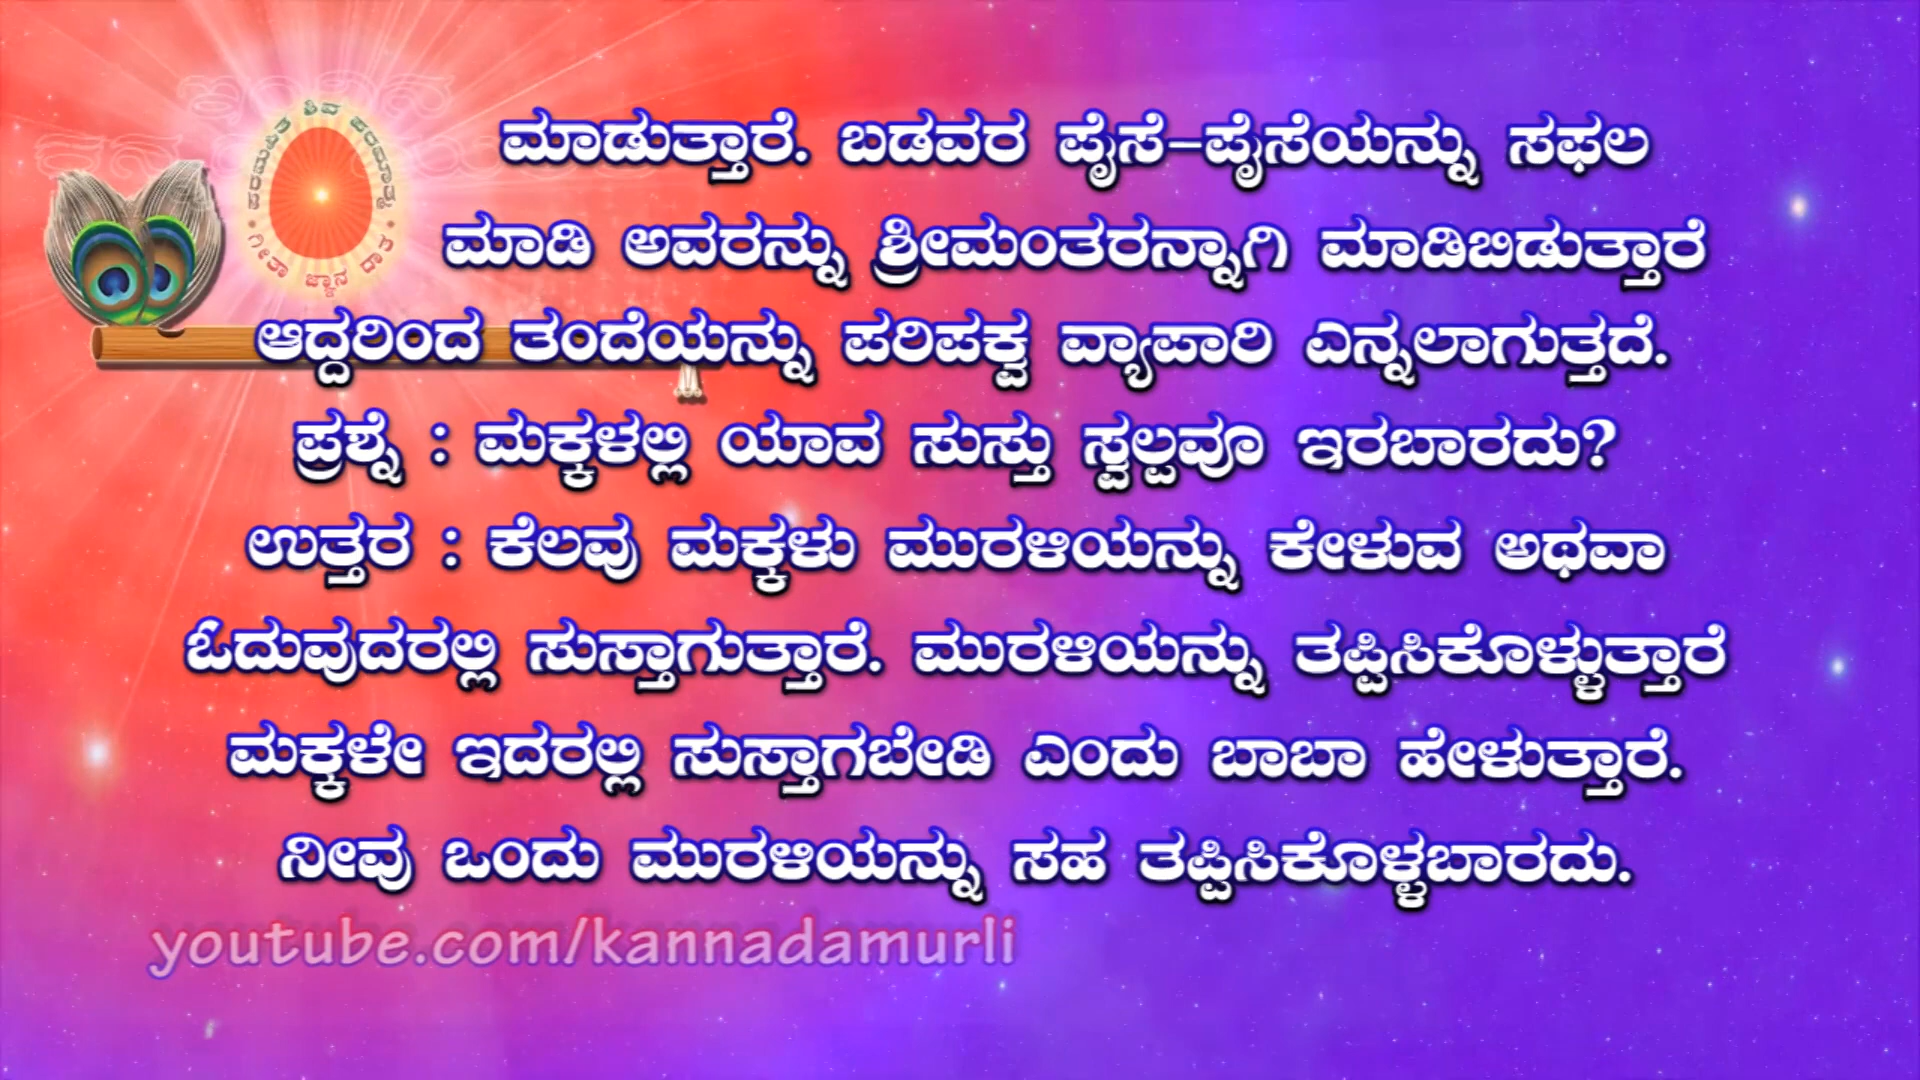 ಪರಮಪಿತ ಶಿವ ಪರಮಾತ್ಮ
ಗೀತಾ ಜ್ಞಾನ ದಾತ
ಮಾಡುತ್ತಾರೆ. ಬಡವರ ಪೈಸೆ-ಪೈಸೆಯನ್ನು ಸಫಲ
ಮಾಡಿ ಅವರನ್ನು ಶ್ರೀಮಂತರನ್ನಾಗಿ ಮಾಡಿಬಿಡುತ್ತಾರೆ
ಆದ್ದರಿಂದ ತಂದೆಯನ್ನು ಪರಿಪಕ್ವ ವ್ಯಾಪಾರಿ ಎನ್ನಲಾಗುತ್ತದೆ.
ಪ್ರಶ್ನೆ : ಮಕ್ಕಳಲ್ಲಿ ಯಾವ ಸುಸ್ತು ಸ್ವಲ್ಪವೂ ಇರಬಾರದು?
ಉತ್ತರ : ಕೆಲವು ಮಕ್ಕಳು ಮುರಳಿಯನ್ನು ಕೇಳುವ ಅಥವಾ
ಓದುವುದರಲ್ಲಿ ಸುಸ್ತಾಗುತ್ತಾರೆ. ಮುರಳಿಯನ್ನು ತಪ್ಪಿಸಿಕೊಳ್ಳುತ್ತಾರೆ
ಮಕ್ಕಳೇ ಇದರಲ್ಲಿ ಸುಸ್ತಾಗಬೇಡಿ ಎಂದು ಬಾಬಾ ಹೇಳುತ್ತಾರೆ.
ನೀವು ಒಂದು ಮುರಳಿಯನ್ನು ಸಹ ತಪ್ಪಿಸಿಕೊಳ್ಳಬಾರದು.
youtube.com/kannadamurli